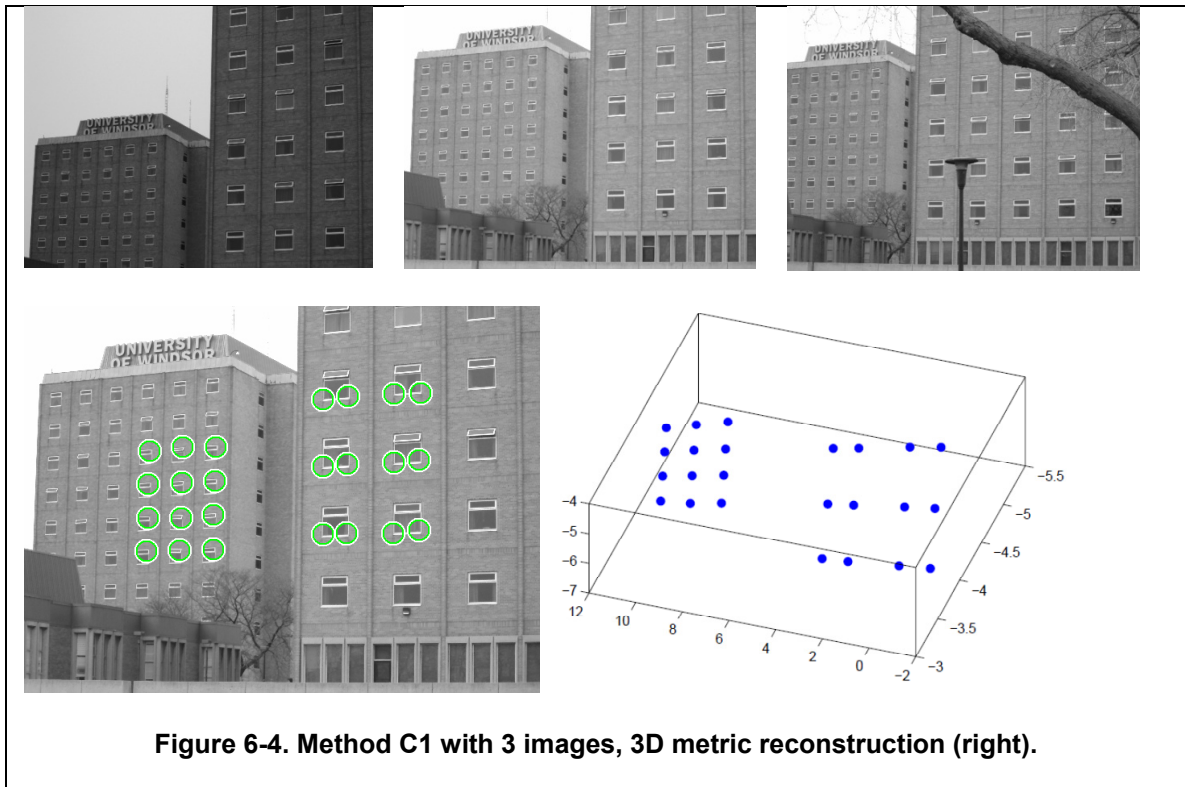 UNIVERSITY
OF WINDSOR
UNIVERSITY
OF WINDSOR
UNIVERSITY
OF WINDSOR
UNIVERSITY
OF WINDSOR
−4
−5
−6
−7
12
10
8
6
4
2
0
−2
−3
−3.5
−4
−4.5
−5
−5.5
Figure 6-4. Method C1 with 3 images, 3D metric reconstruction (right).